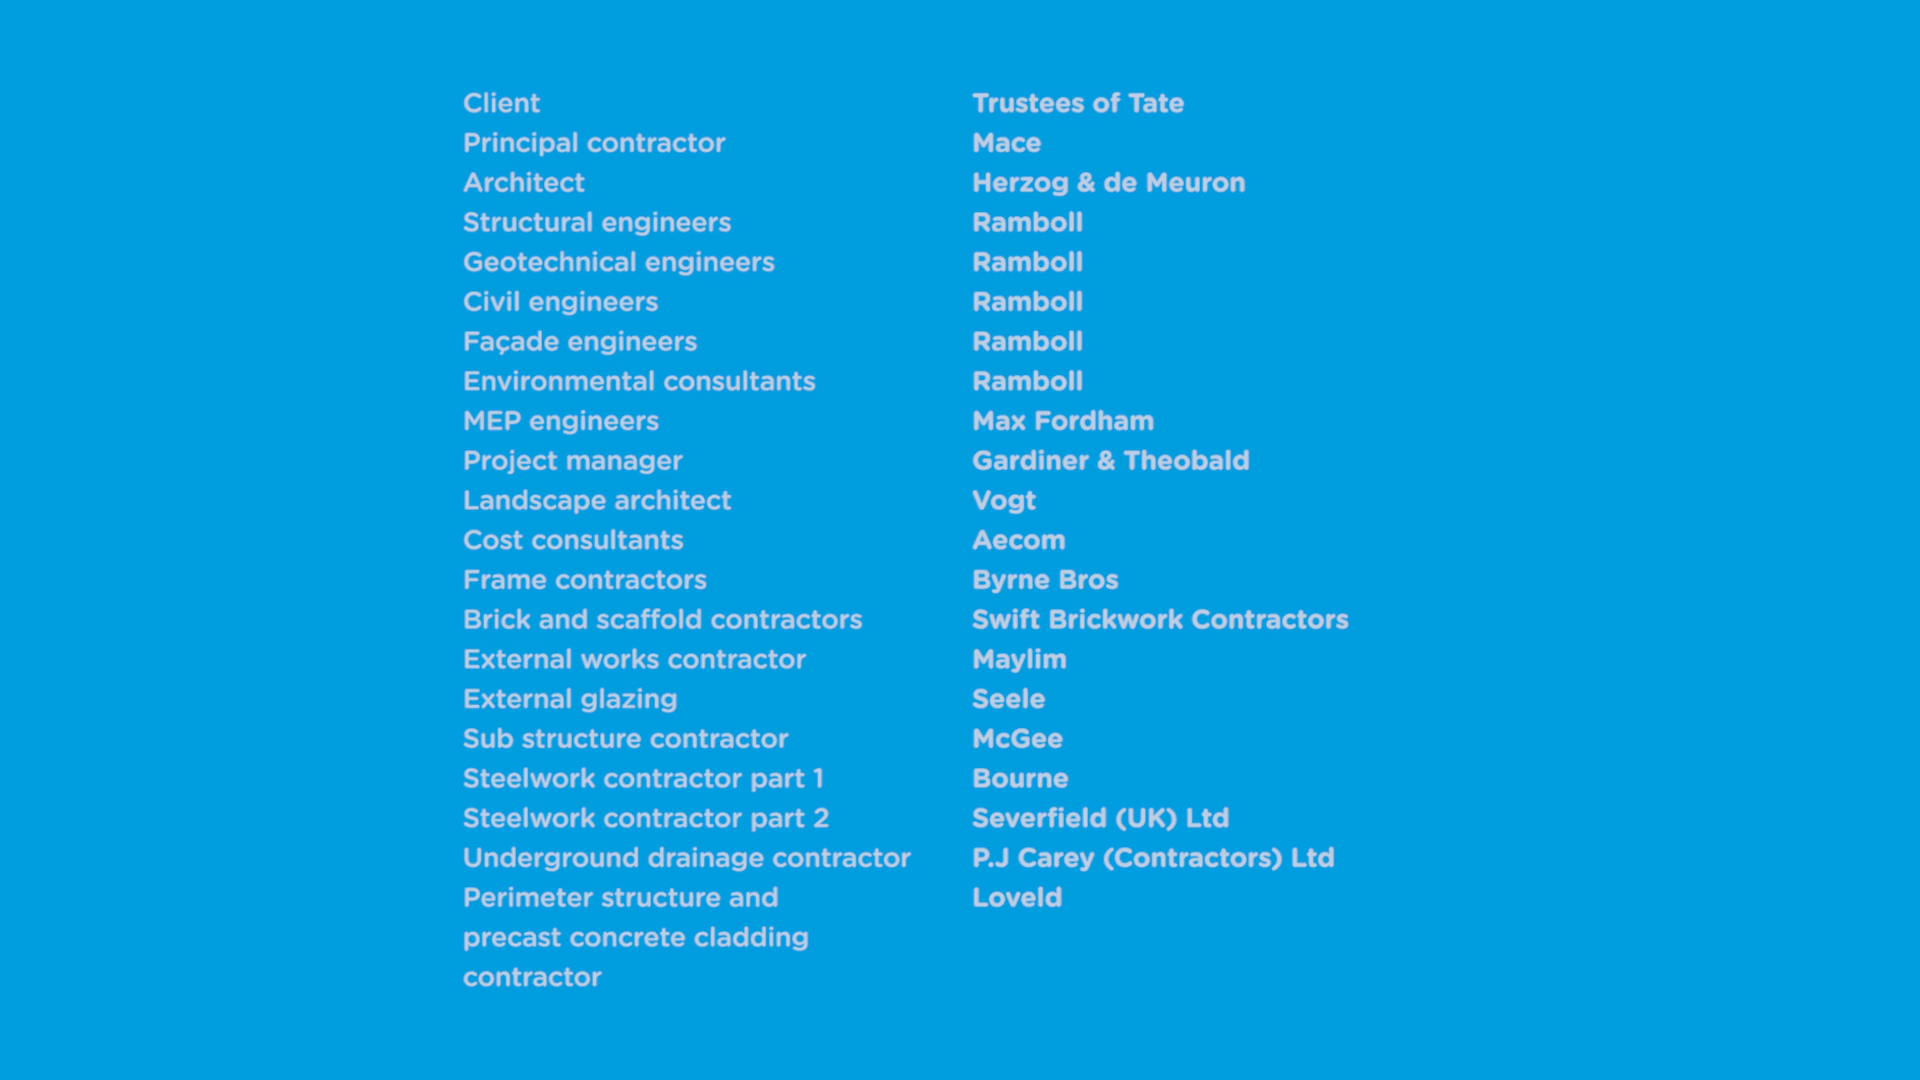 Client Trustees of Tate
Principal contractor Mace
Architect Herzog & de Meuron
Structural engineers Ramboll
Geotechnical engineers Ramboll
Civil engineers Ramboll
Façade engineers Ramboll
Environmental consultants Ramboll
MEP engineers Max Fordham
Project manager Gardiner & Theobald
Landscape architect Vogt
Cost consultants Aecom
Frame contractors Byrne Bros
Brick and scaffold contractors Swift Brickwork Contractors
External works contractor Maylim
External glazing Seele
Sub structure contractor McGee
Steelwork contractor part 1 Bourne
Steelwork contractor part 2 Severfield (UK) Ltd
Underground drainage contractor P.J Carey (Contractors) Ltd
Perimeter structure and Loveld
precast concrete cladding
contractor